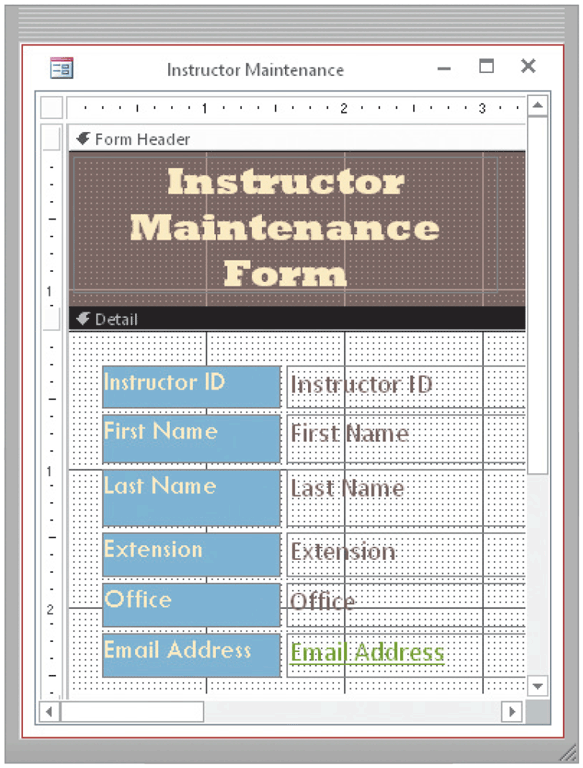 Instructor Maintenance
1 2 3
Form Header
Instructor
Maintenance
Form
1
Detail
Instructor ID Instructor ID
First Name First Name
1
Last Name Last Name
Extension Extension
Office Office
2
Email Address Email Address